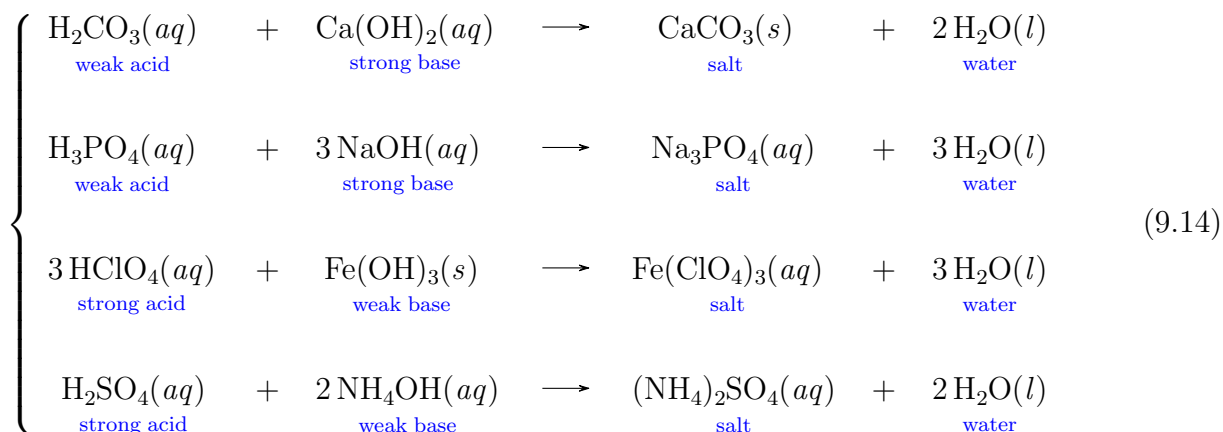 H₂CO₃(aq) + Ca(OH)₂(aq) ⟶ CaCO₃(s) + 2 H₂O(l)
weak acid strong base salt water
H₃PO₄(aq) + 3 NaOH(aq) ⟶ Na₃PO₄(aq) + 3 H₂O(l)
weak acid strong base salt water
(9.14)
3 HClO₄(aq) + Fe(OH)₃(s) ⟶ Fe(ClO₄)₃(aq) + 3 H₂O(l)
strong acid weak base salt water
H₂SO₄(aq) + 2 NH₄OH(aq) ⟶ (NH₄)₂SO₄(aq) + 2 H₂O(l)
strong acid weak base salt water